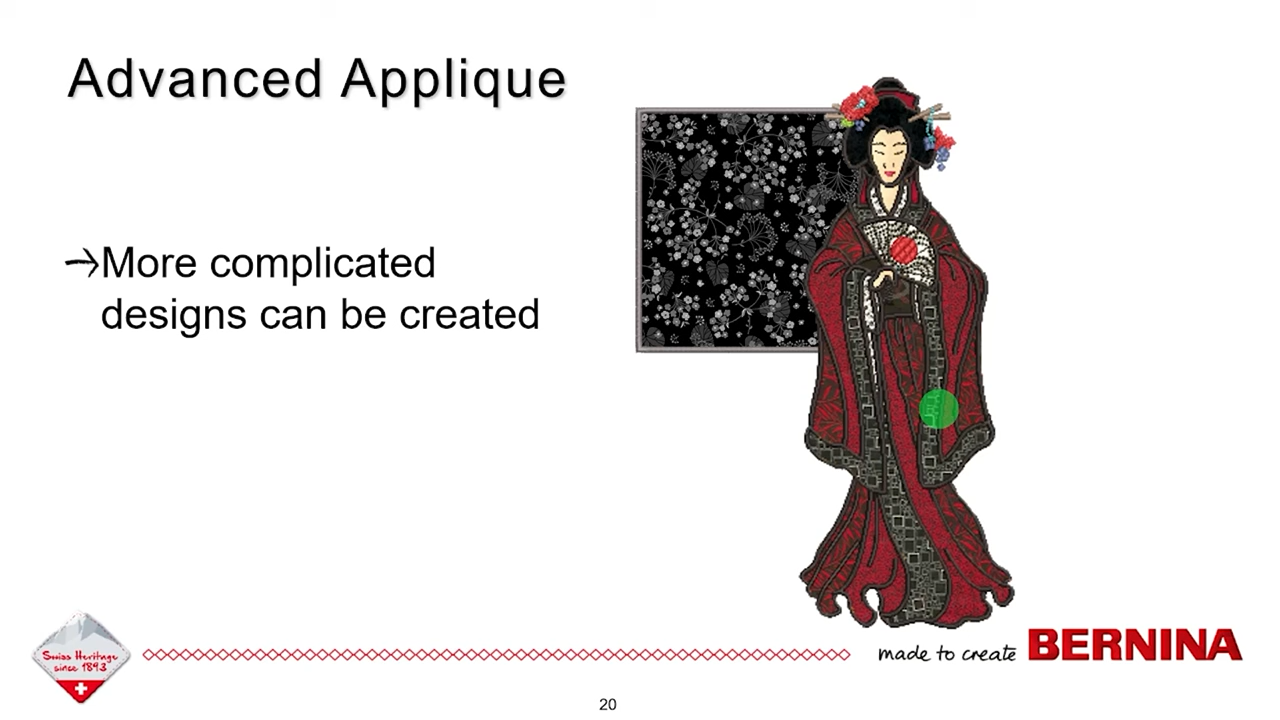 Advanced Applique
→More complicated
designs can be created
Swiss Heritage
since 1893
made to create BERNINA
20